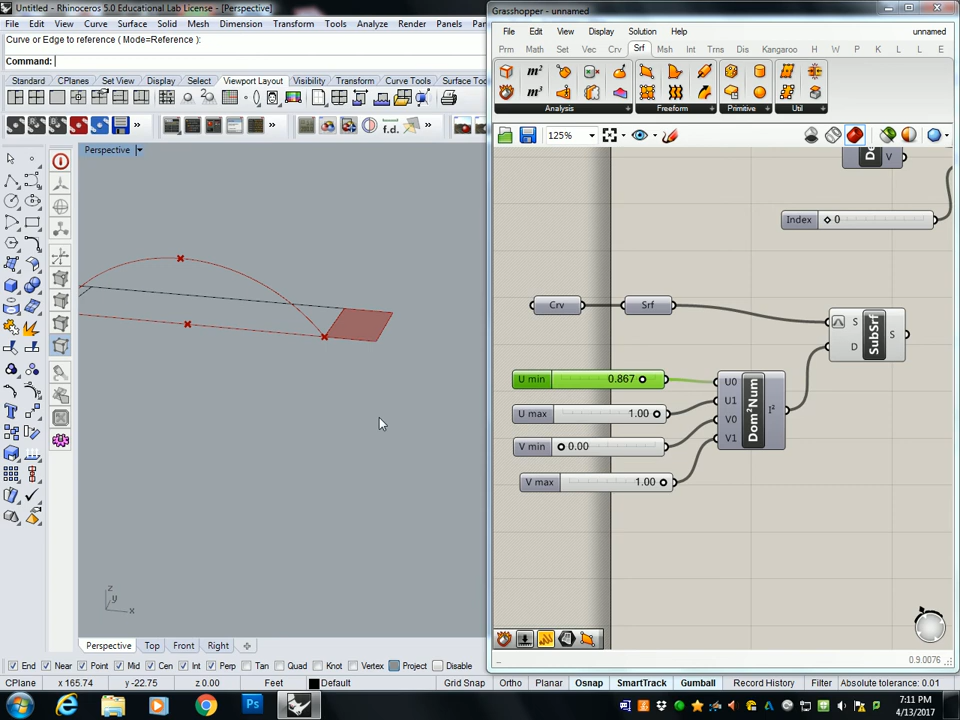 Untitled - Rhinoceros 5.0 Educational Lab License - [Perspective]
File Edit View Curve Surface Solid Mesh Dimension Transform Tools Analyze Render Panels
Curve or Edge to reference ( Mode=Reference ):
Command:
Standard CPlanes Set View Display Select Viewport Layout Visibility Transform Curve Tools Surface Too
f.d.
Perspective
z
y
x
Perspective Top Front Right
End Near Point Mid Cen Int Perp Tan Quad Knot Vertex Project Disable
CPlane x 165.74 y -22.75 z 0.00 Feet Default Grid Snap Ortho Planar Osnap SmartTrack Gumball Record History Filter Absolute tolerance: 0.01
Grasshopper - unnamed
File Edit View Display Solution Help unnamed
Prm Math Set Vec Crv Srf Msh Int Trns Dis Kangaroo H W P K L L E
m²
m³
Analysis Freeform Primitive Util
125%
De V
Index 0
Crv Srf
S D SubSrf S
U min 0.867
U max 1.00
V min 0.00
V max 1.00
U0 U1 V0 V1 Dom²Num I²
0.9.0076
Ps
7:11 PM
4/13/2017